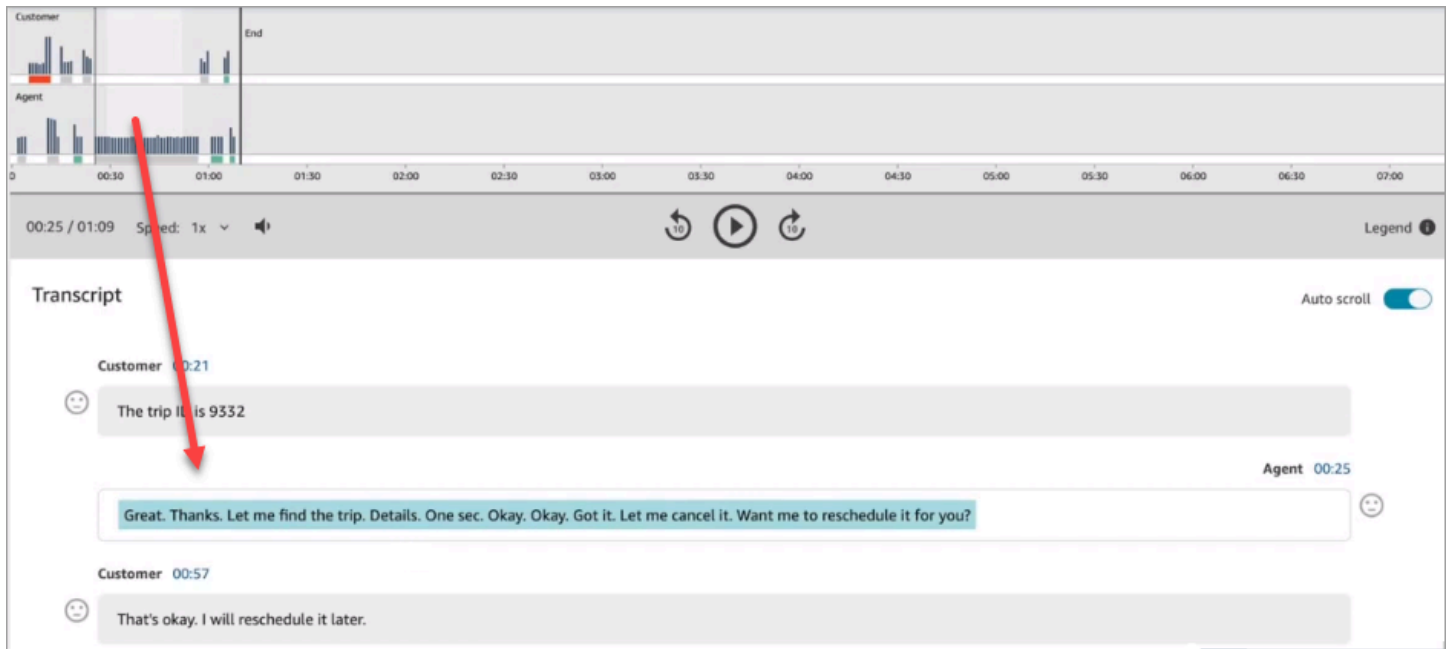 Customer
End
Agent
0 00:30 01:00 01:30 02:00 02:30 03:00 03:30 04:00 04:30 05:00 05:30 06:00 06:30 07:00
00:25 / 01:09 Speed: 1x 10 10 Legend i
Transcript
Auto scroll
Customer 00:21
The trip ID is 9332
Agent 00:25
Great. Thanks. Let me find the trip. Details. One sec. Okay. Okay. Got it. Let me cancel it. Want me to reschedule it for you?
Customer 00:57
That's okay. I will reschedule it later.